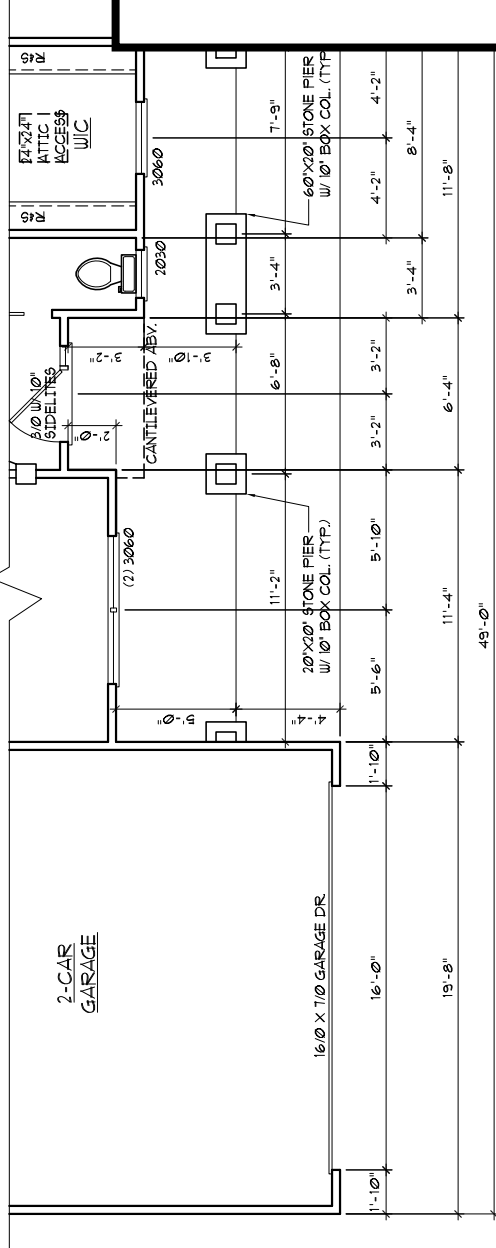 R&S
24"x24"
ATTIC
ACCESS
WIC
R&S
3060
2030
60"X20" STONE PIER
W/ 10" BOX COL. (TYP
7'-9"
4'-2"
4'-2"
8'-4"
11'-8"
3'-4"
3'-4"
3/0 W/ 10"
SIDELITES
3'-2"
2'-0"
CANTILEVERED ABV.
3'-10"
6'-8"
3'-2"
3'-2"
6'-4"
(2) 3060
20"X20" STONE PIER
W/ 10" BOX COL. (TYP.)
11'-2"
5'-10"
5'-6"
11'-4"
49'-0"
5'-0"
4'-4"
1'-10"
2-CAR
GARAGE
16/0 X 7/0 GARAGE DR.
16'-0"
19'-8"
1'-10"